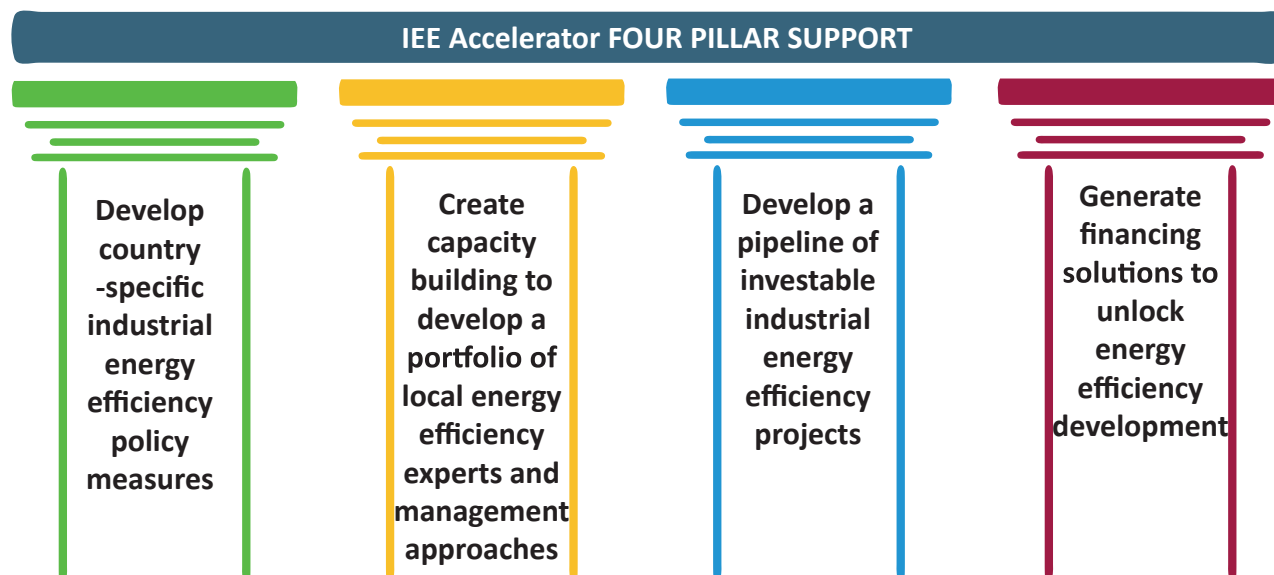 IEE Accelerator FOUR PILLAR SUPPORT
Develop
country
-specific
industrial
energy
efficiency
policy
measures
Create
capacity
building to
develop a
portfolio of
local energy
efficiency
experts and
management
approaches
Develop a
pipeline of
investable
industrial
energy
efficiency
projects
Generate
financing
solutions to
unlock
energy
efficiency
development